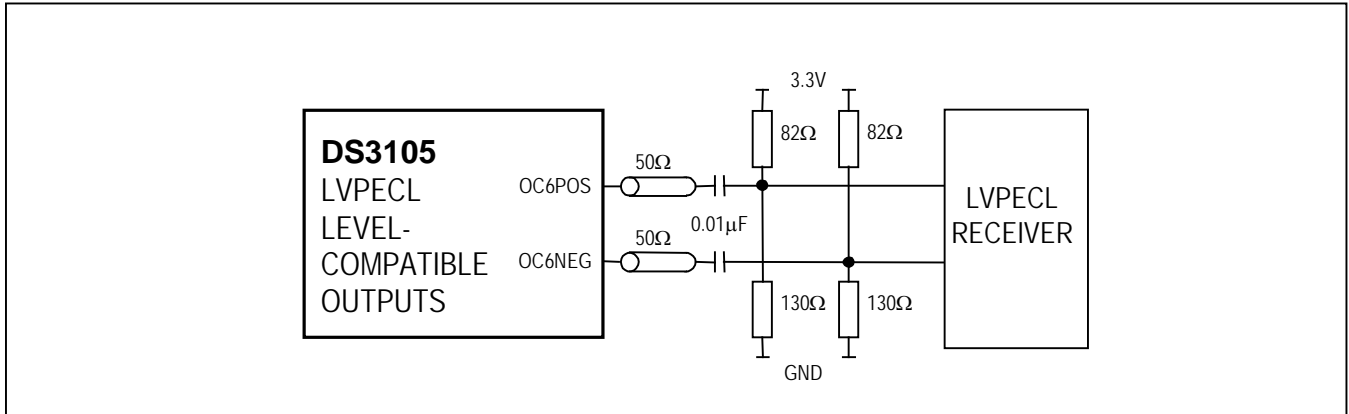 3.3V
82Ω
82Ω
DS3105
LVPECL
LEVEL-
COMPATIBLE
OUTPUTS
OC6POS
OC6NEG
50Ω
50Ω
0.01μF
130Ω
130Ω
GND
LVPECL
RECEIVER